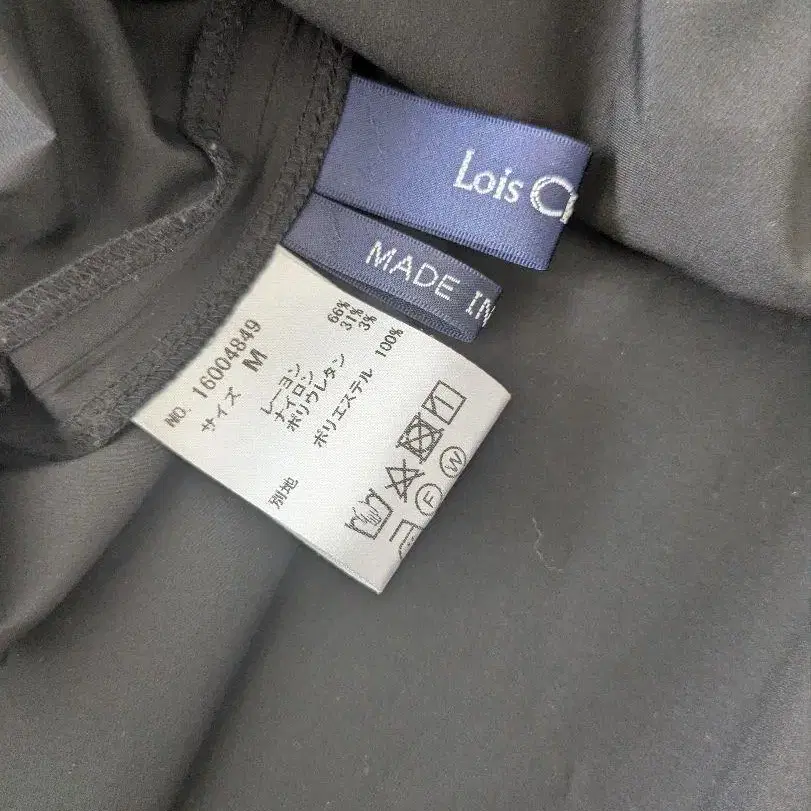 Lois C
MADE IN
NO. 16004849
サイズ M
レーヨン 66%
ナイロン 31%
ポリウレタン 3%
別地 ポリエステル 100%
F
W